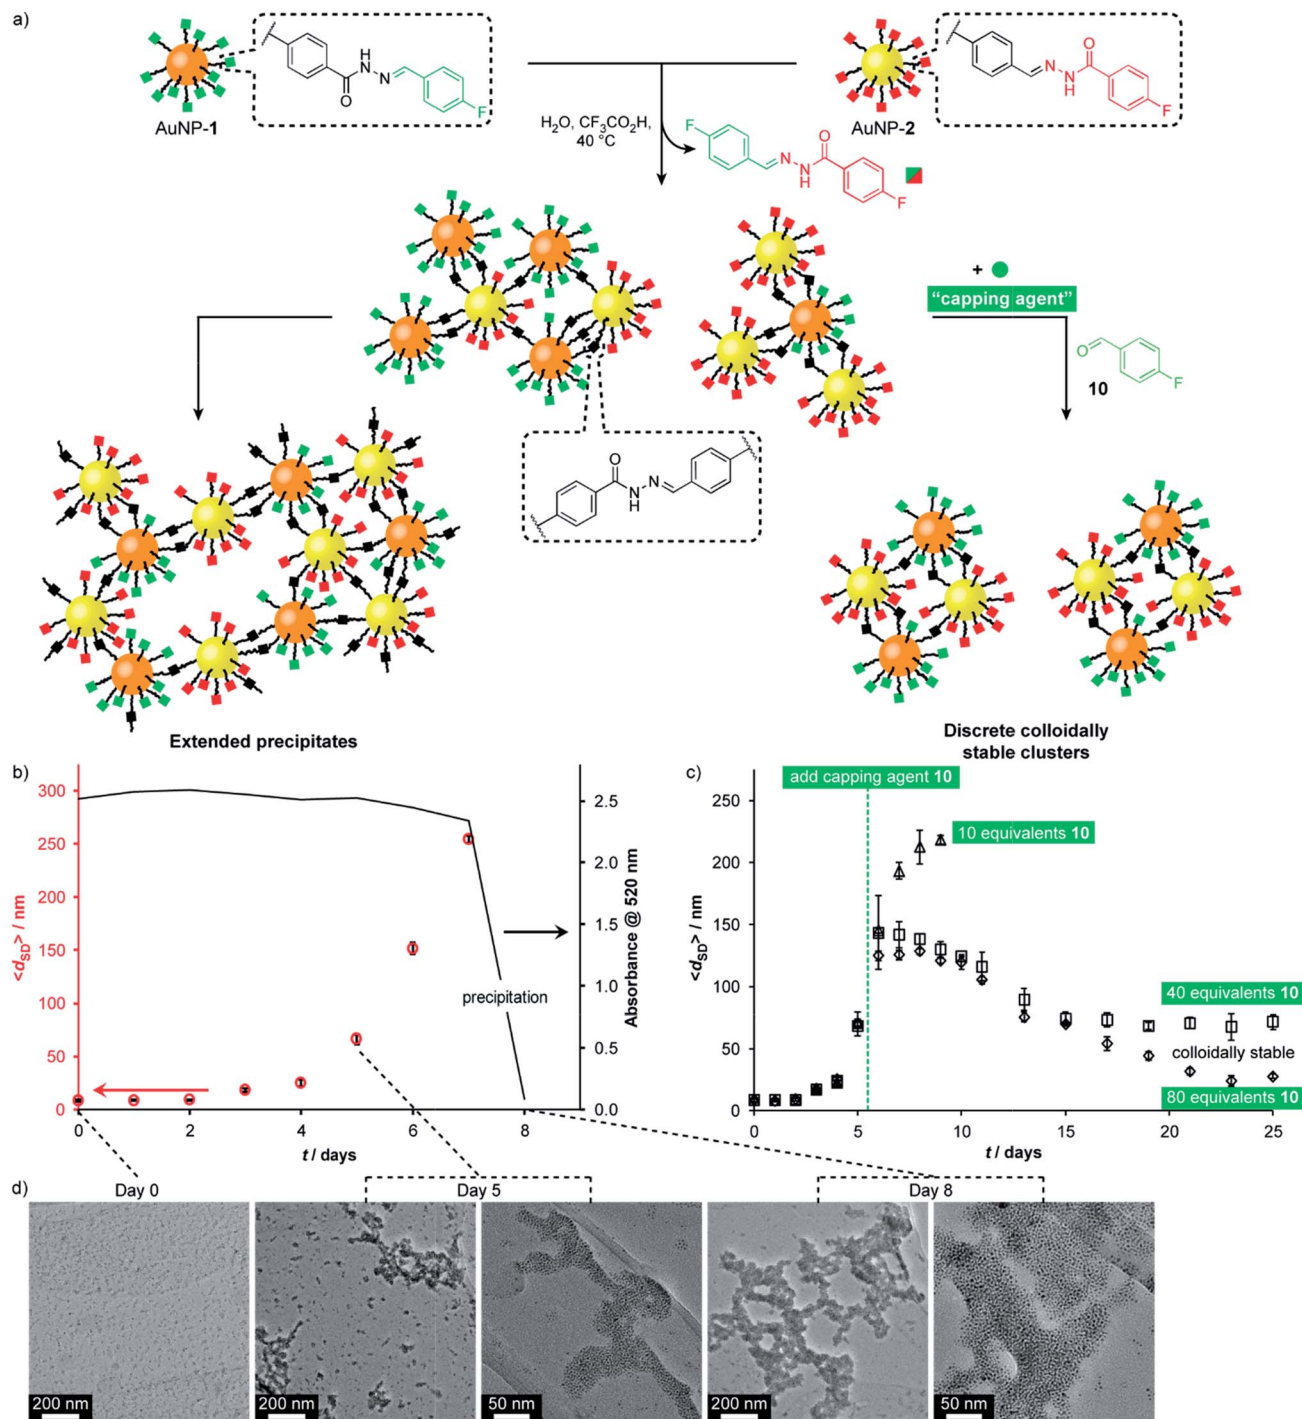 a)
AuNP-1
H
N
N
O
F
H₂O, CF₃CO₂H,
40 °C
F
N
N
H
O
F
AuNP-2
N
N
H
O
F
+
“capping agent”
O
10
F
O
N
N
H
Extended precipitates
Discrete colloidally
stable clusters
b)
300
250
200
150
100
50
0
<dSD> / nm
2.5
2.0
1.5
1.0
0.5
0.0
Absorbance @ 520 nm
precipitation
0
2
4
6
8
t / days
c)
add capping agent 10
10 equivalents 10
40 equivalents 10
colloidally stable
80 equivalents 10
250
200
150
100
50
0
<dSD> / nm
0
5
10
15
20
25
t / days
d)
Day 0
Day 5
Day 8
200 nm
200 nm
50 nm
200 nm
50 nm